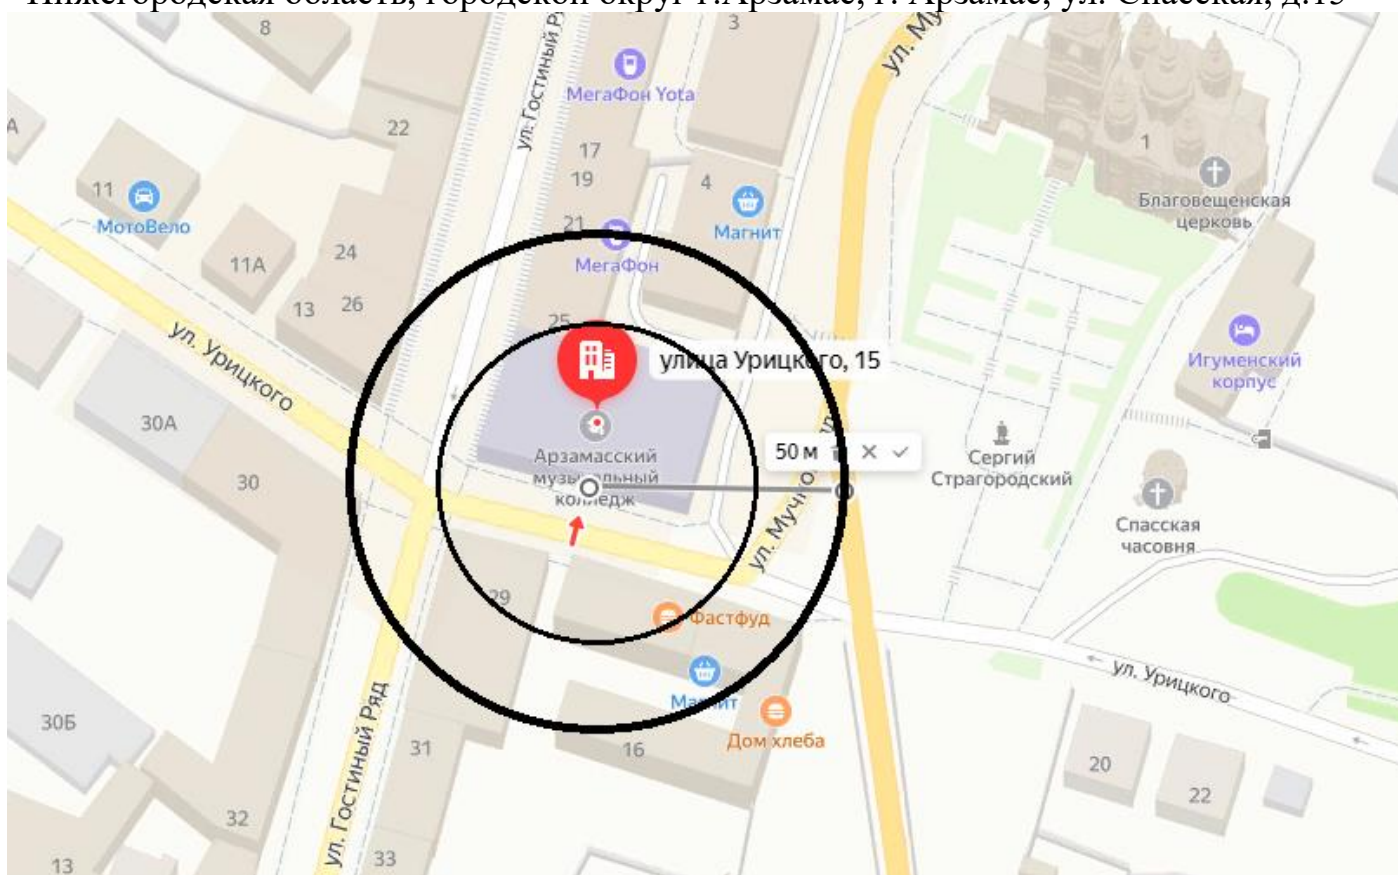 Нижегородская область, городской округ г.Арзамас, г. Арзамас, ул. Спасская, д.15
8
ул. Гостиный Р
3
ул. Му
МегаФон Yota
А
22
17
19
1
11
МотоВело
4
Магнит
Благовещенская
церковь
21
МегаФон
11А
24
13
26
25
ул. Урицкого
улица Урицкого, 15
Игуменский
корпус
30А
30
Арзамасский
музыкальный
колледж
50 м
ул. Мучно
Сергий
Страгородский
Спасская
часовня
29
Фастфуд
Магнит
Дом хлеба
16
ул. Урицкого
30Б
31
ул. Гостиный Ряд
20
22
32
33
13